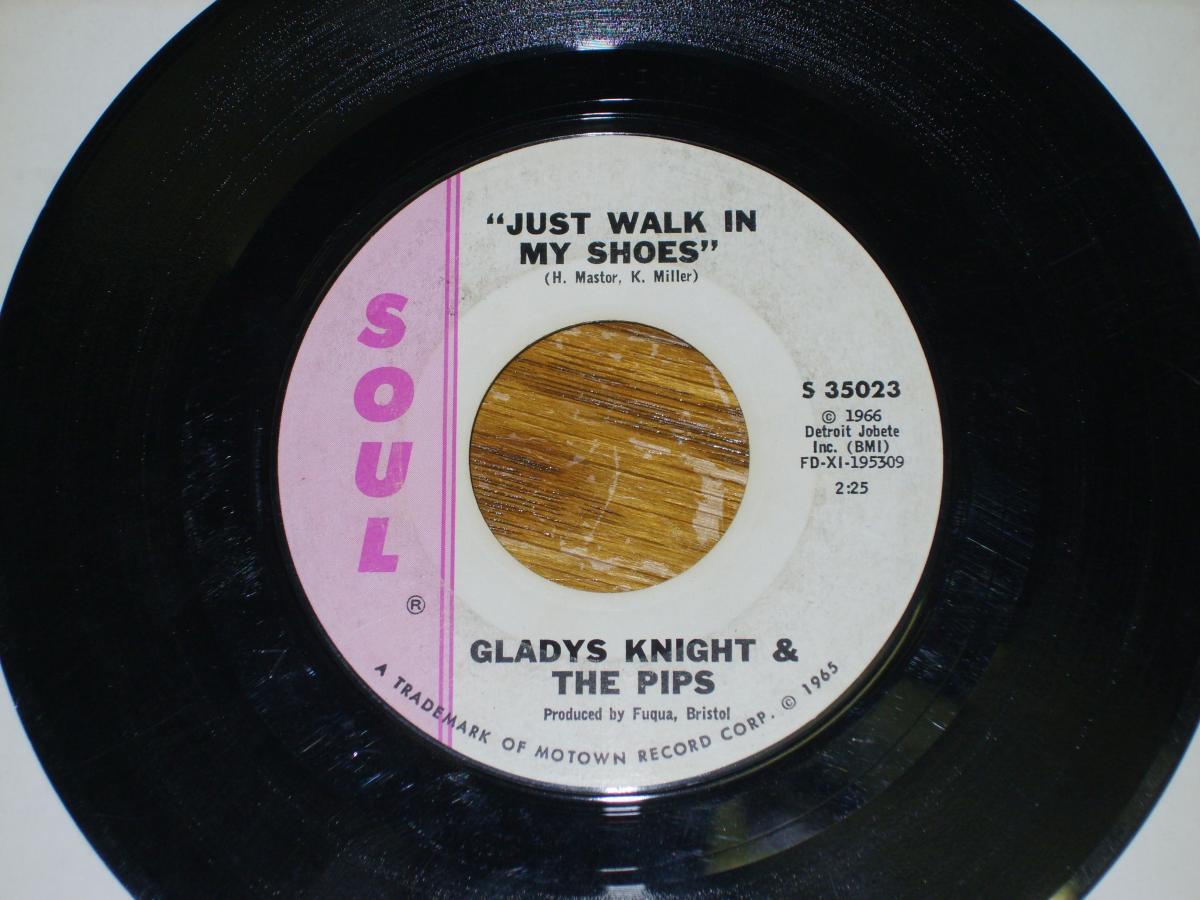 "JUST WALK IN
MY SHOES"
(H. Mastor, K. Miller)
SOUL
®
S 35023
© 1966
Detroit Jobete
Inc. (BMI)
FD-XI-195309
2:25
GLADYS KNIGHT &
THE PIPS
Produced by Fuqua, Bristol
A TRADEMARK OF MOTOWN RECORD CORP. © 1965